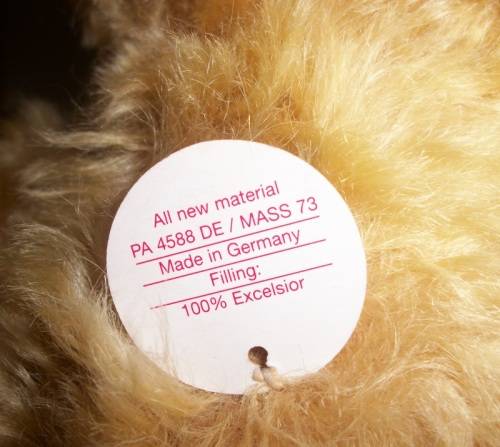 All new material
PA 4588 DE / MASS 73
Made in Germany
Filling:
100% Excelsior